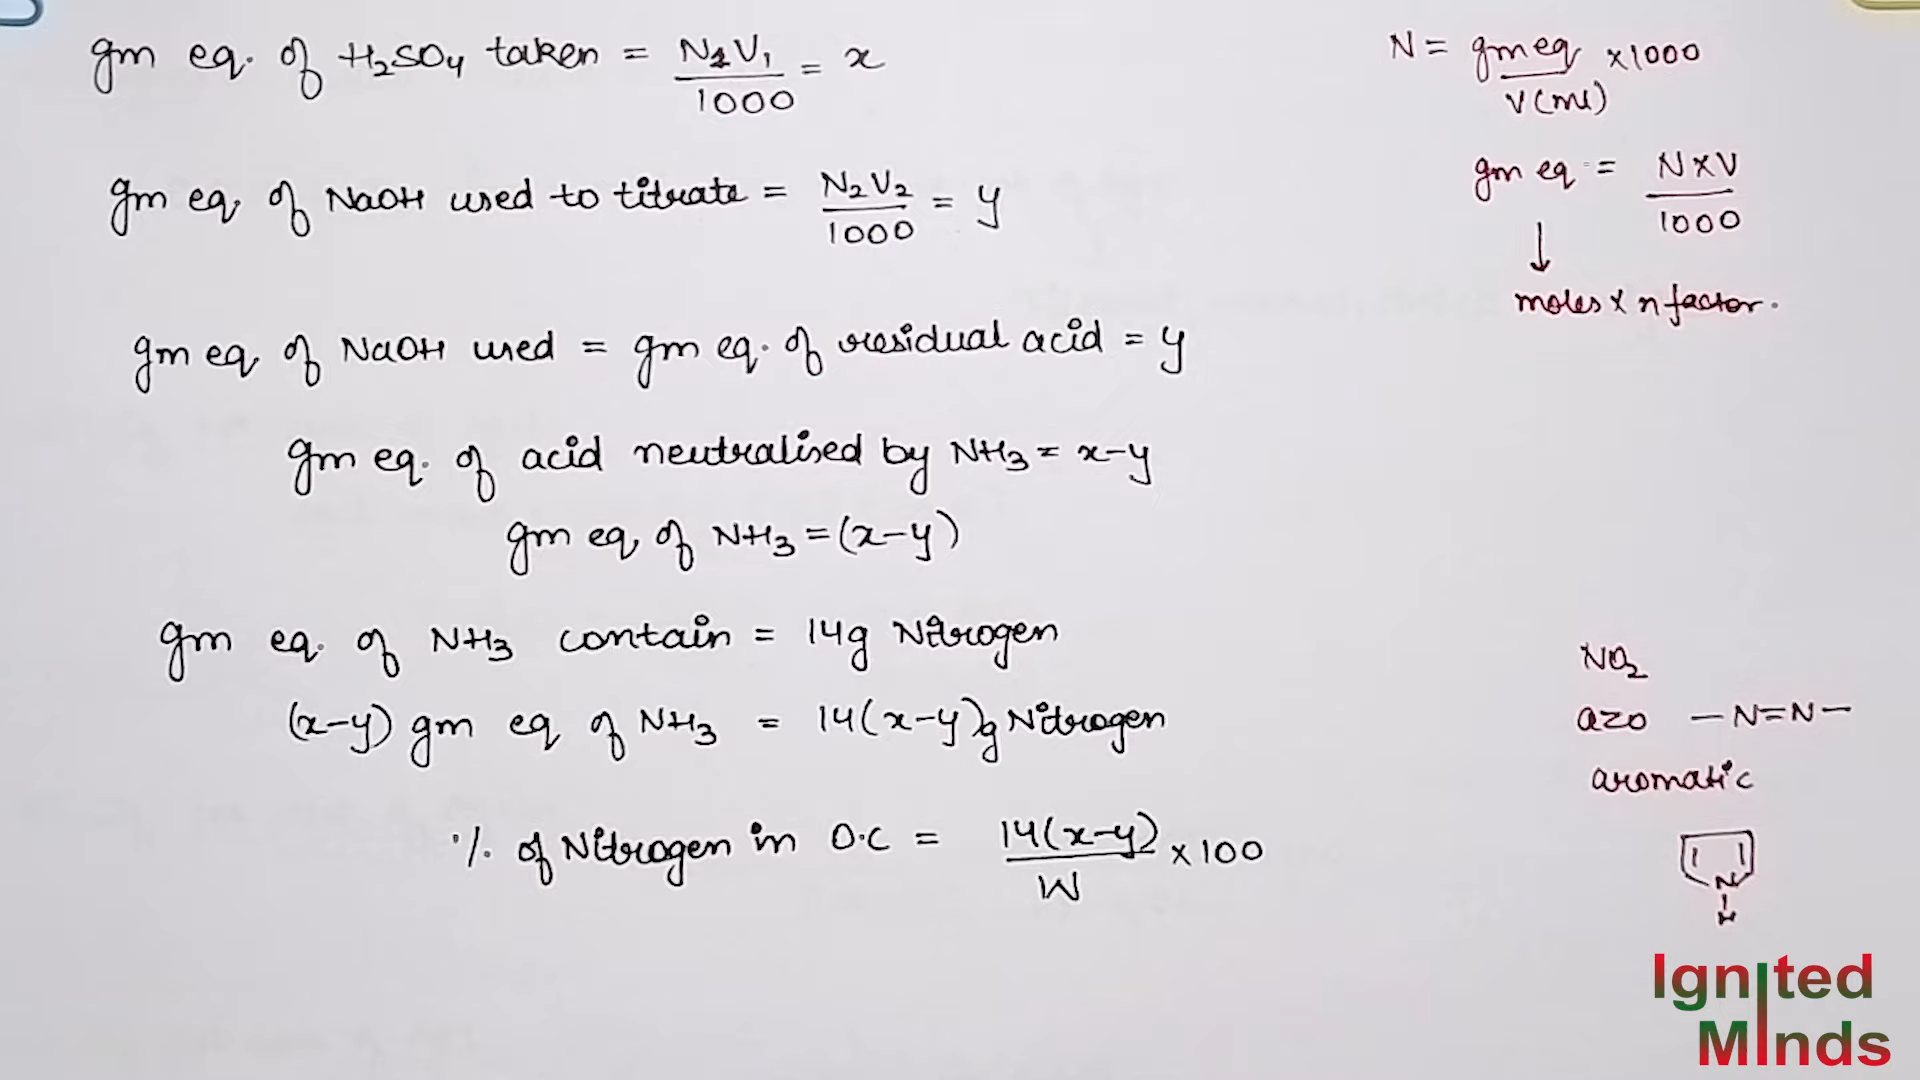 gm eq. of H₂SO₄ taken = N₁V₁/1000 = x
gm eq of NaOH used to titrate = N₂V₂/1000 = y
gm eq of NaOH used = gm eq. of residual acid = y
gm eq. of acid neutralised by NH₃ = x-y
gm eq of NH₃ = (x-y)
gm eq. of NH₃ contain = 14g Nitrogen
(x-y) gm eq of NH₃ = 14(x-y)g Nitrogen
% of Nitrogen in O.C = 14(x-y)/W x 100
N = gm eq/V(ml) x1000
gm eq = NxV/1000
↓
moles x n factor.
NO₂
azo —N=N—
aromatic
N
H
Ignited
Minds